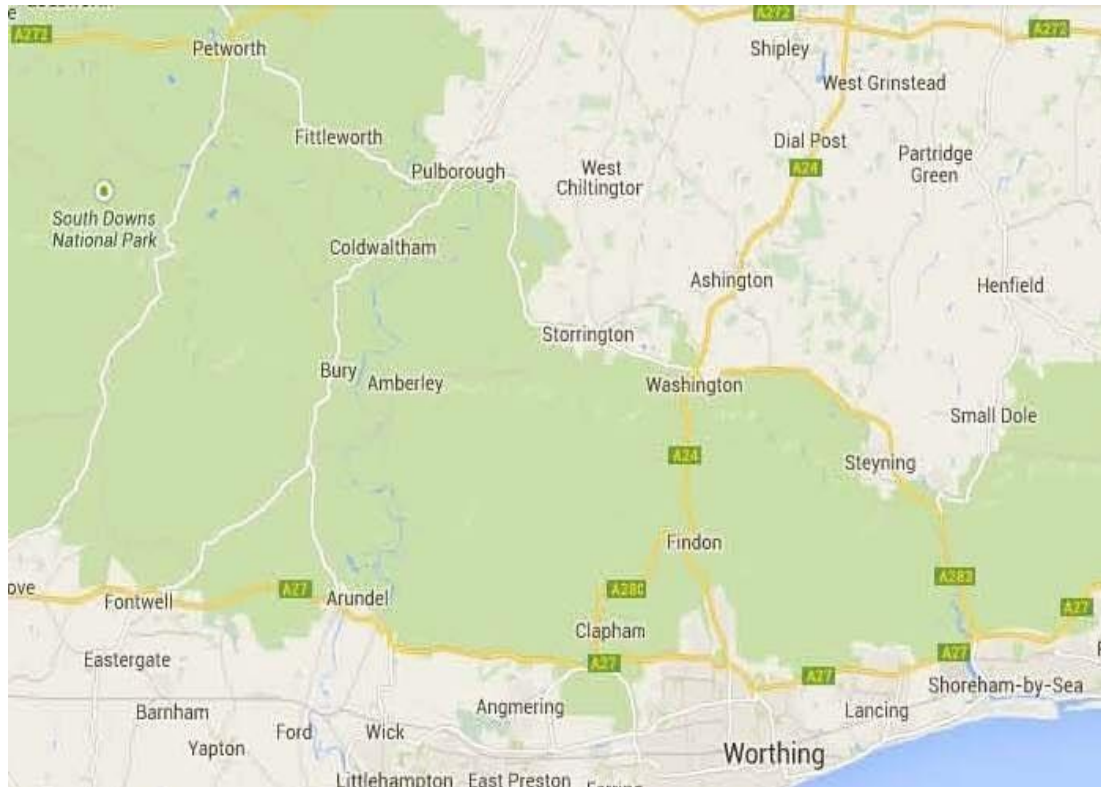 A272
A272
A272
Petworth
Shipley
West Grinstead
Fittleworth
Dial Post
Partridge
Green
Pulborough
West
Chiltingtor
A24
South Downs
National Park
Coldwaltham
Ashington
Henfield
Storrington
Bury
Amberley
Washington
Small Dole
A24
Steyning
Findon
A283
ove
Fontwell
A27
Arundel
A280
A27
Clapham
Eastergate
A27
A27
A27
Shoreham-by-Sea
Barnham
Angmering
Lancing
Ford
Wick
Yapton
Worthing
Littlehampton
East Preston